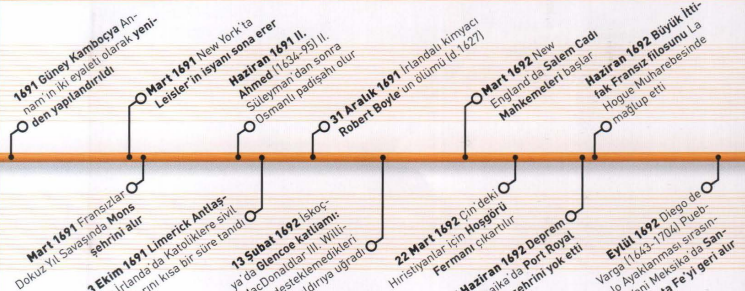 1691 Güney Kamboçya An-
nam'ın iki eyaleti olarak yeni-
den yapılandırıldı
Mart 1691 New York'ta
Leisler'in isyanı sona erer
Haziran 1691 II.
Ahmed (1634-95) II.
Süleyman'dan sonra
Osmanlı padişahı olur
31 Aralık 1691 İrlandalı kimyacı
Robert Boyle'un ölümü (d.1627)
Mart 1692 New
England'da Salem Cadı
Mahkemeleri başlar
Haziran 1692 Büyük İtti-
fak Fransız filosunu La
Hogue Muharebesinde
mağlup etti
Mart 1691 Fransızlar
Dokuz Yıl Savaşında Mons
şehrini alır
3 Ekim 1691 Limerick Antlaş-
İrlanda'da Katoliklere sivil
kısa bir süre tanıdı
13 Şubat 1692 İskoç-
ya'da Glencoe katliamı:
MacDonaldlar III. Willi-
desteklemedikleri
uğradı
22 Mart 1692 Çin'deki
Hıristiyanlar için Hoşgörü
Fermanı çıkartılır
Haziran 1692 Deprem
Port Royal
şehrini yok etti
Eylül 1692 Diego de
Varga (1643-1704) Pueb-
Ayaklanması sırasın-
Meksika'da San-
Fe'yi geri alır